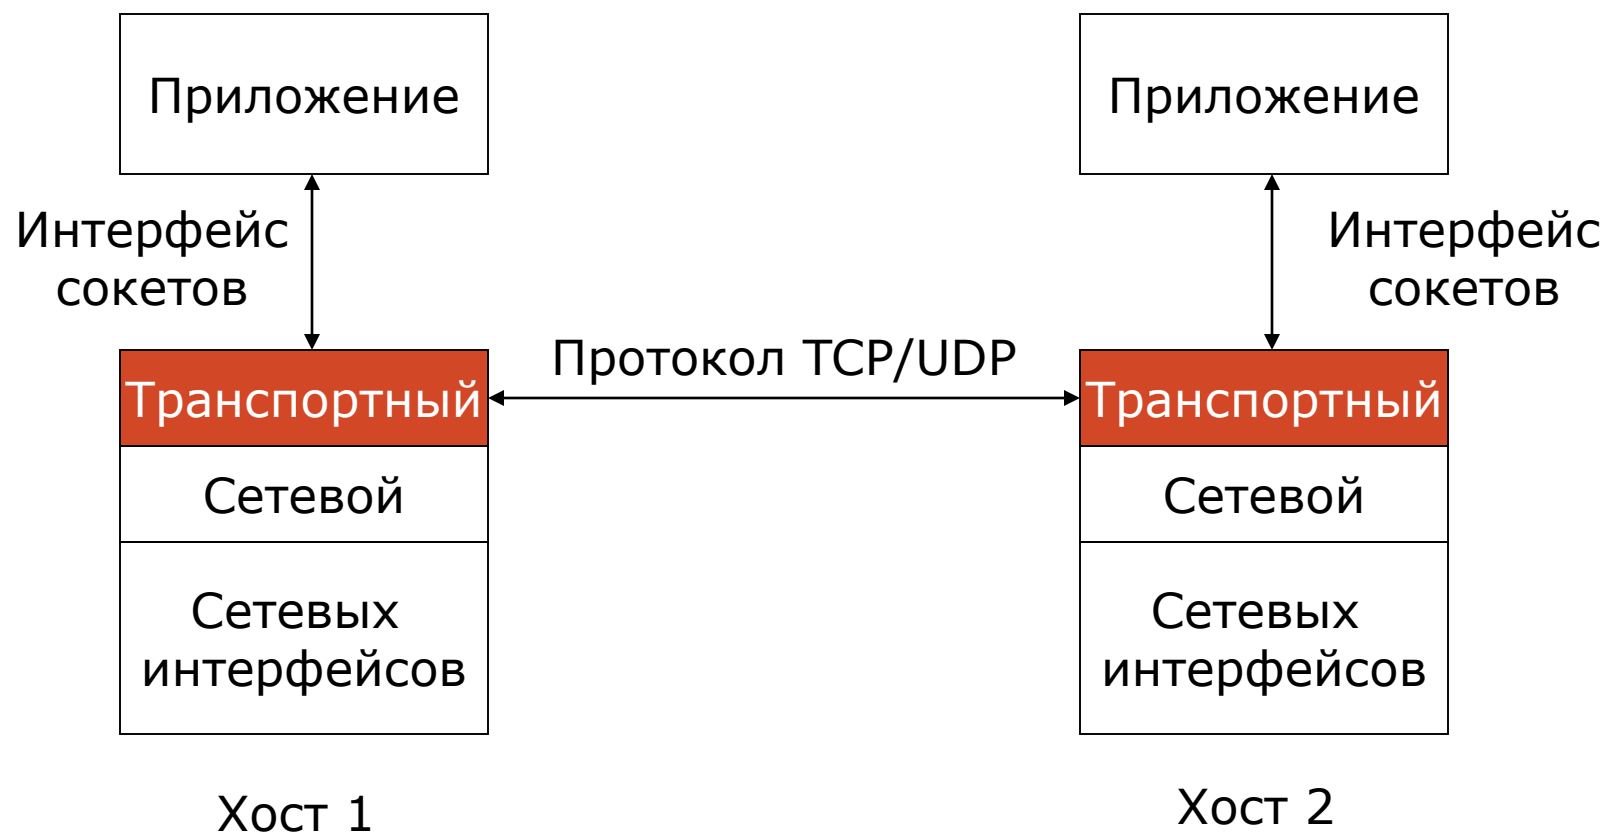 Приложение
Приложение
Интерфейс
сокетов
Интерфейс
сокетов
Протокол TCP/UDP
Транспортный
Транспортный
Сетевой
Сетевой
Сетевых
интерфейсов
Сетевых
интерфейсов
Хост 1
Хост 2